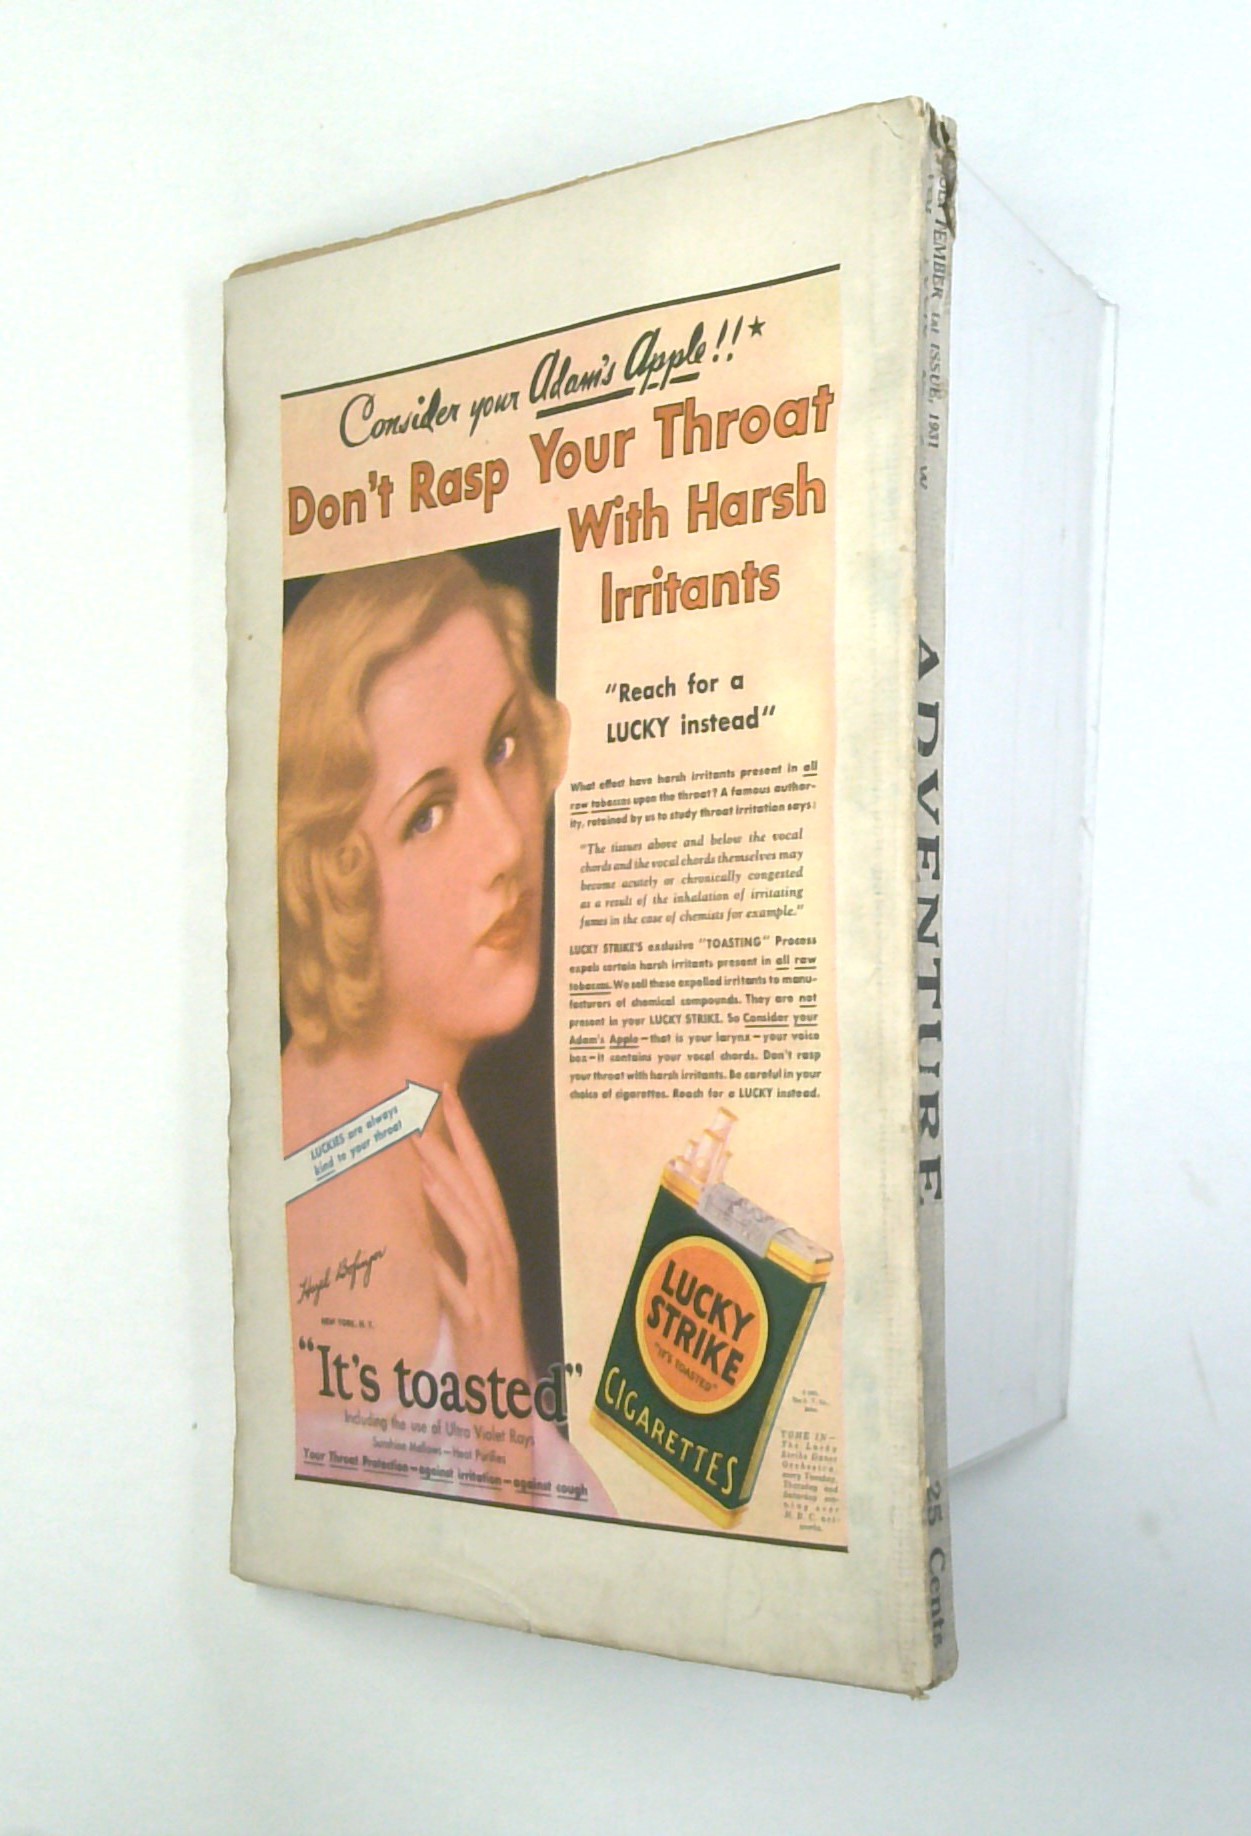 Consider your Adam's Apple!!*
Don't Rasp Your Throat
With Harsh
Irritants
"Reach for a
LUCKY instead"
What effect have harsh irritants present in all
raw tobaccos upon the throat? A famous author-
ity, retained by us to study throat irritation says:
"The tissues above and below the vocal
chords and the vocal chords themselves may
become acutely or chronically congested
as a result of the inhalation of irritating
fumes in the case of chemists for example."
LUCKY STRIKE'S exclusive "TOASTING" Process
expels certain harsh irritants present in all raw
tobaccos. We sell these expelled irritants to manu-
facturers of chemical compounds. They are not
present in your LUCKY STRIKE. So Consider your
Adam's Apple—that is your larynx—your voice
box—it contains your vocal chords. Don't rasp
your throat with harsh irritants. Be careful in your
choice of cigarettes. Reach for a LUCKY instead.
LUCKIES are always
kind to your throat
NEW YORK, N. Y.
"It's toasted"
Including the use of Ultra Violet Rays
Sunshine Mellows—Heat Purifies
Your Throat Protection—against irritation—against cough
LUCKY
STRIKE
"IT'S TOASTED"
CIGARETTES
TUNE IN—
The Lucky
Strike Dance
Orchestra,
every Tuesday,
Thursday and
Saturday eve-
ning over
N.B.C. net-
works.
SEPTEMBER 1st ISSUE, 1931
ADVENTURE
25 Cents